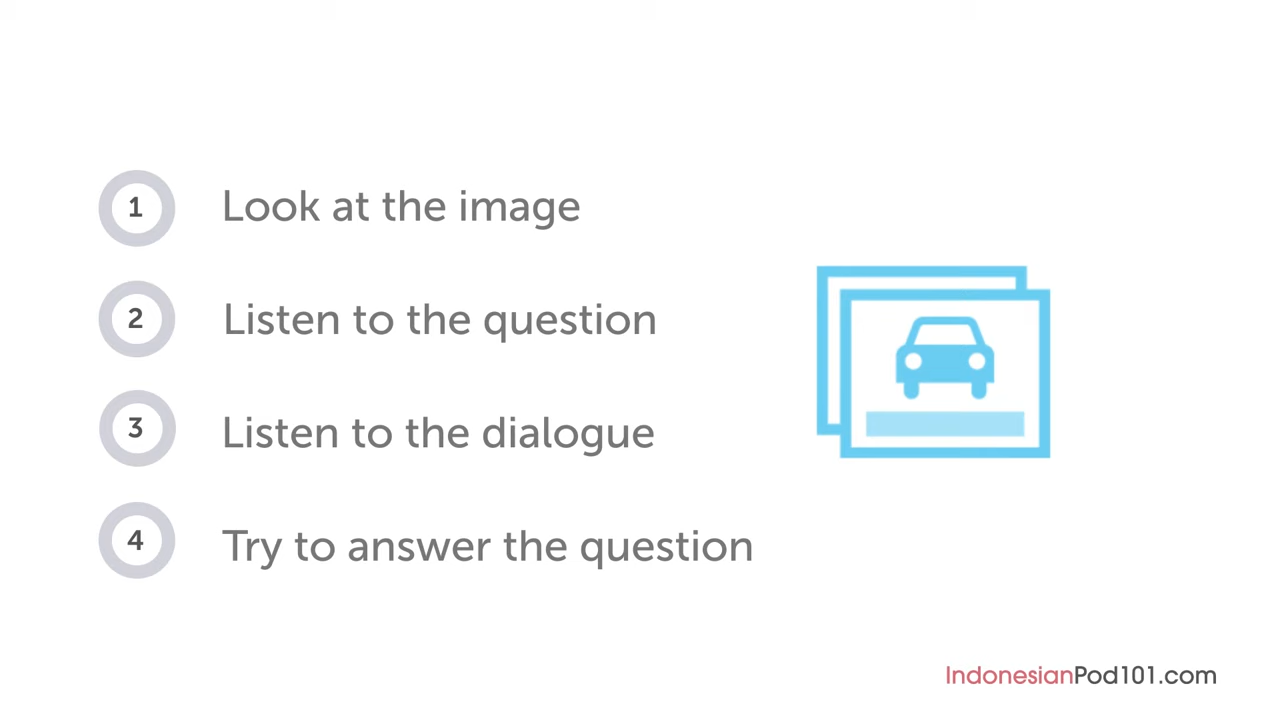 1 Look at the image
2 Listen to the question
3 Listen to the dialogue
4 Try to answer the question
IndonesianPod101.com